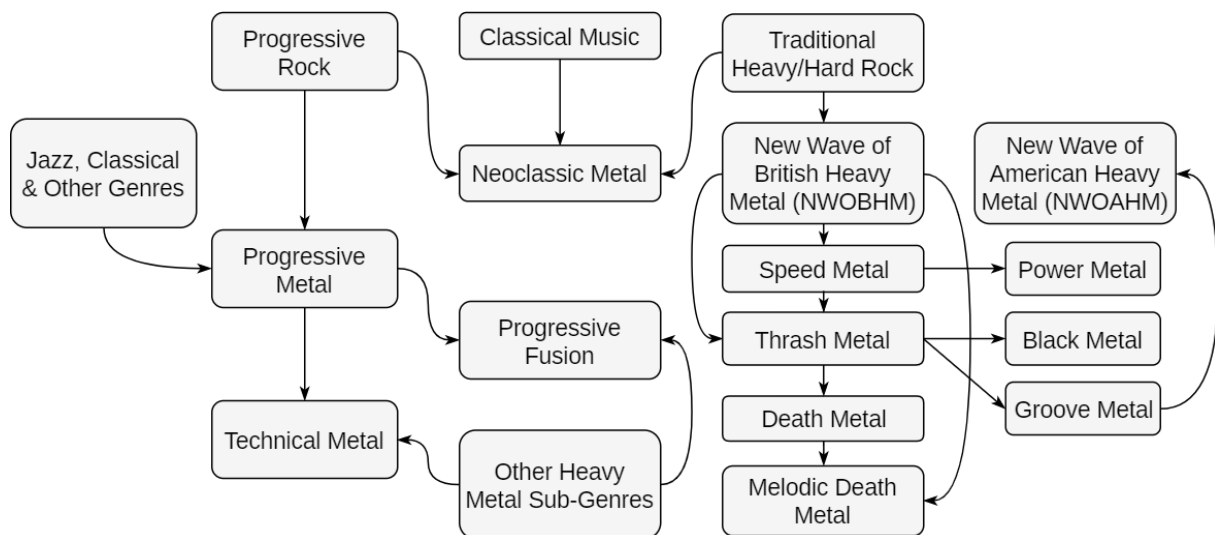 Progressive
Rock
Classical Music
Traditional
Heavy/Hard Rock
Jazz, Classical
& Other Genres
Neoclassic Metal
New Wave of
British Heavy
Metal (NWOBHM)
New Wave of
American Heavy
Metal (NWOAHM)
Progressive
Metal
Speed Metal
Power Metal
Progressive
Fusion
Thrash Metal
Black Metal
Technical Metal
Death Metal
Groove Metal
Other Heavy
Metal Sub-Genres
Melodic Death
Metal